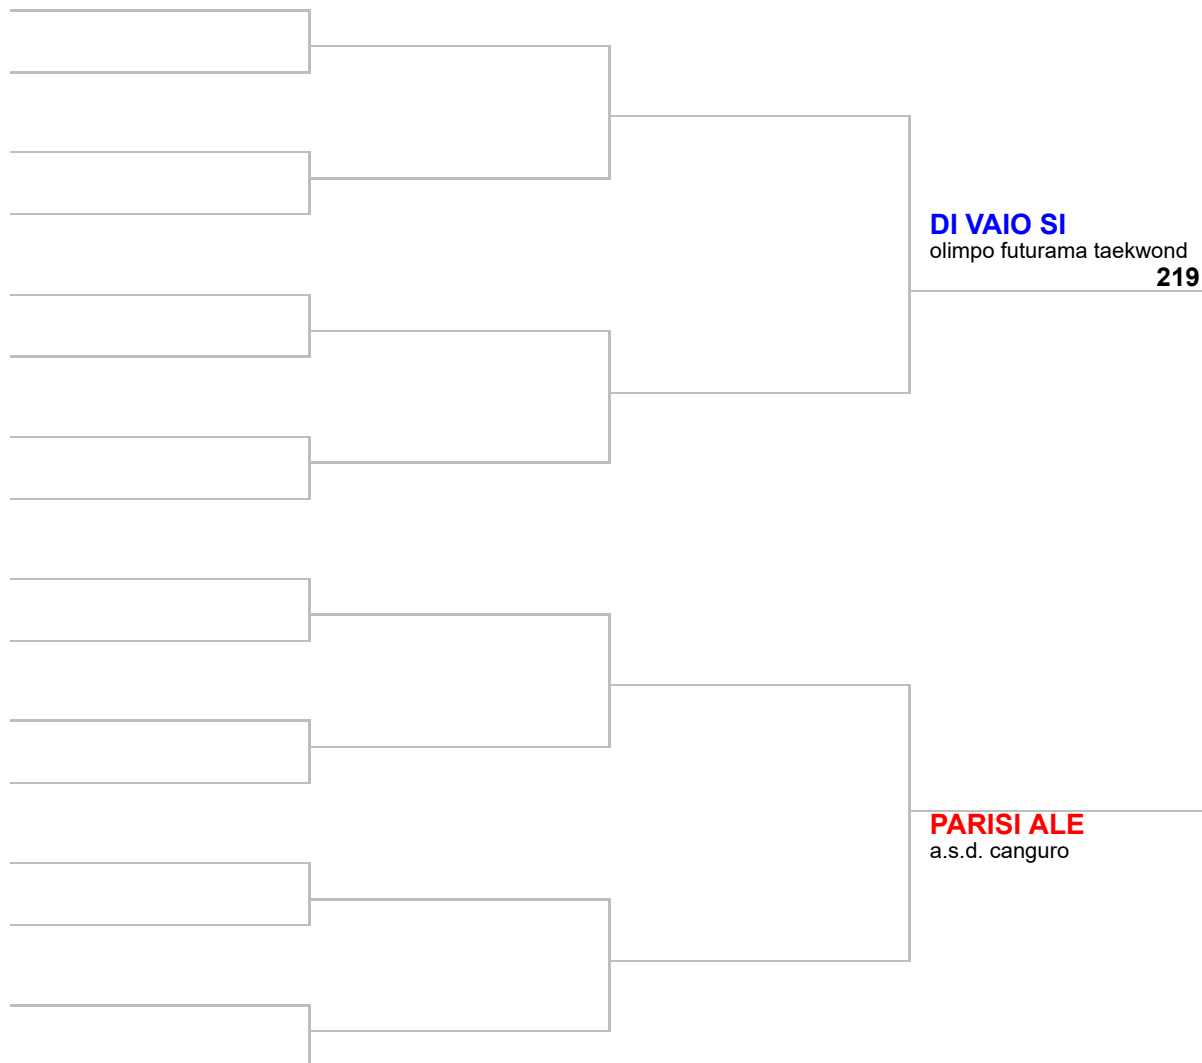 DI VAIO SI
olimpo futurama taekwond
219
PARISI ALE
a.s.d. canguro